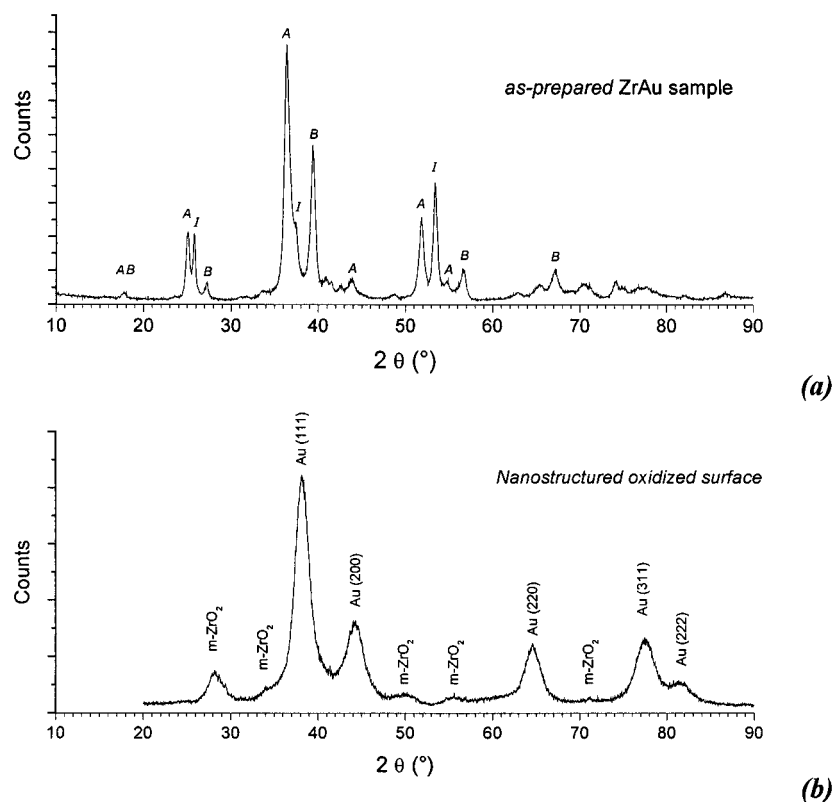 as-prepared ZrAu sample
Counts
A
B
I
A
I
A
I
B
A B
B
A
A
B
10 20 30 40 50 60 70 80 90
2 θ (°)
(a)
Nanostructured oxidized surface
Counts
m-ZrO₂
m-ZrO₂
Au (111)
Au (200)
m-ZrO₂
m-ZrO₂
Au (220)
m-ZrO₂
Au (311)
Au (222)
10 20 30 40 50 60 70 80 90
2 θ (°)
(b)